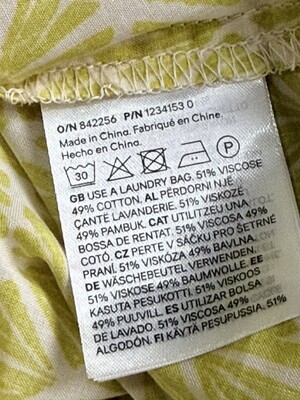 O/N 842256 P/N 1234153 0
Made in China. Fabriqué en Chine.
Hecho en China.
30 P
GB USE A LAUNDRY BAG. 51% VISCOSE
49% COTTON. AL PËRDORNI NJË
ÇANTË LAVANDERIE. 51% VISKOZË
49% PAMBUK. CAT UTILITZEU UNA
BOSSA DE RENTAT. 51% VISCOSA 49%
COTÓ. CZ PERTE V SÁČKU PRO ŠETRNÉ
PRANÍ. 51% VISKÓZA 49% BAVLNA.
DE WÄSCHEBEUTEL VERWENDEN.
51% VISKOSE 49% BAUMWOLLE. EE
KASUTA PESUKOTTI. 51% VISKOOS
49% PUUVILL. ES UTILIZAR BOLSA
DE LAVADO. 51% VISCOSA 49%
ALGODÓN. FI KÄYTÄ PESUPUSSIA. 51%